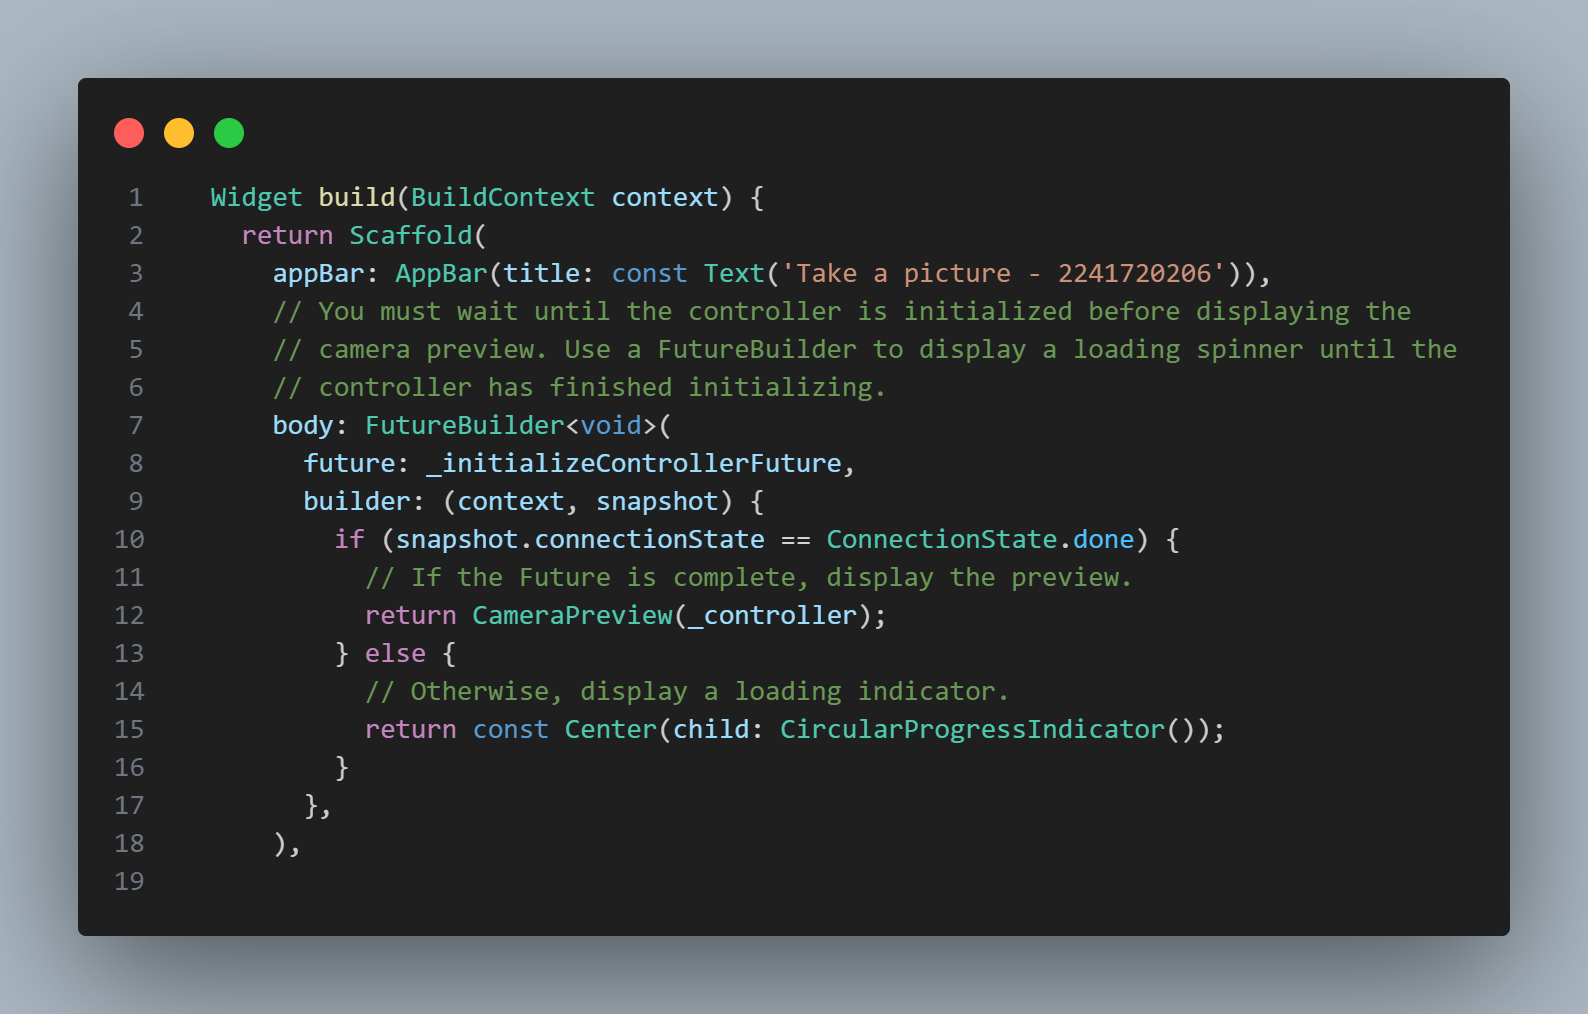 1 Widget build(BuildContext context) {
2 return Scaffold(
3 appBar: AppBar(title: const Text('Take a picture - 2241720206')),
4 // You must wait until the controller is initialized before displaying the
5 // camera preview. Use a FutureBuilder to display a loading spinner until the
6 // controller has finished initializing.
7 body: FutureBuilder<void>(
8 future: _initializeControllerFuture,
9 builder: (context, snapshot) {
10 if (snapshot.connectionState == ConnectionState.done) {
11 // If the Future is complete, display the preview.
12 return CameraPreview(_controller);
13 } else {
14 // Otherwise, display a loading indicator.
15 return const Center(child: CircularProgressIndicator());
16 }
17 },
18 ),
19